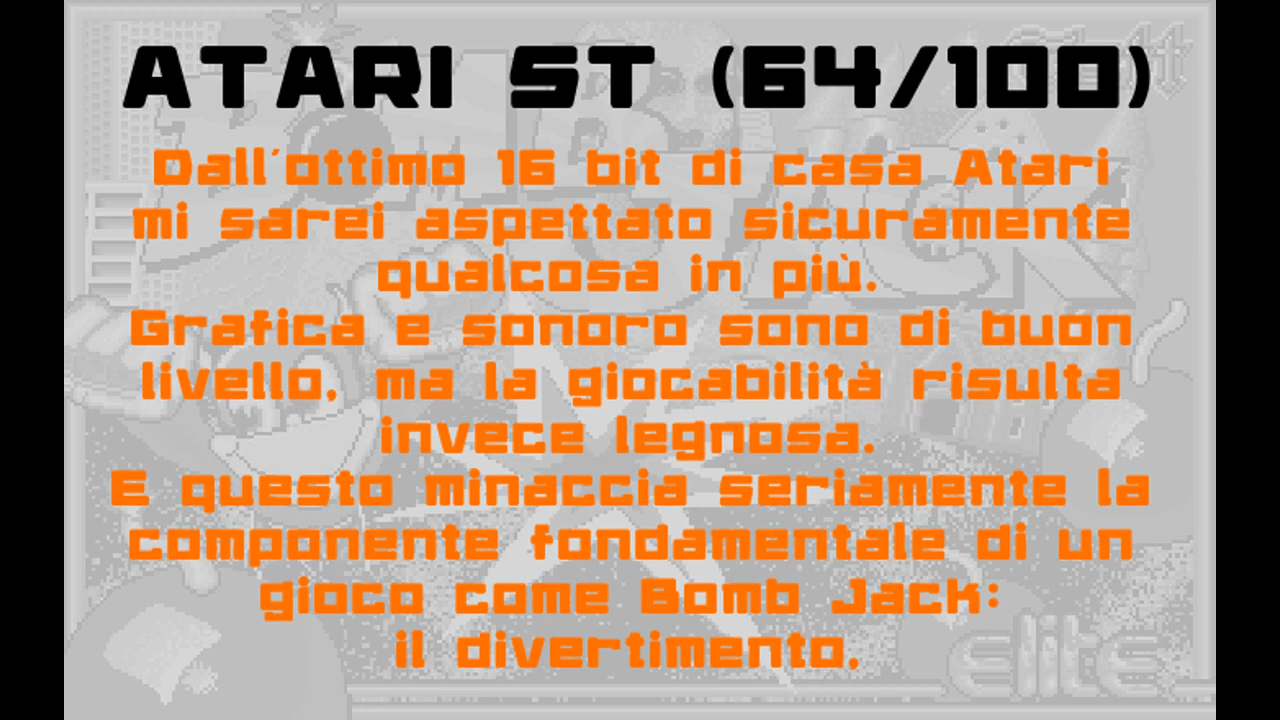 ATARI ST (64/100)
Dall'ottimo 16 bit di casa Atari
mi sarei aspettato sicuramente
qualcosa in più.
Grafica e sonoro sono di buon
livello, ma la giocabilità risulta
invece legnosa.
E questo minaccia seriamente la
componente fondamentale di un
gioco come Bomb Jack:
il divertimento.
elite